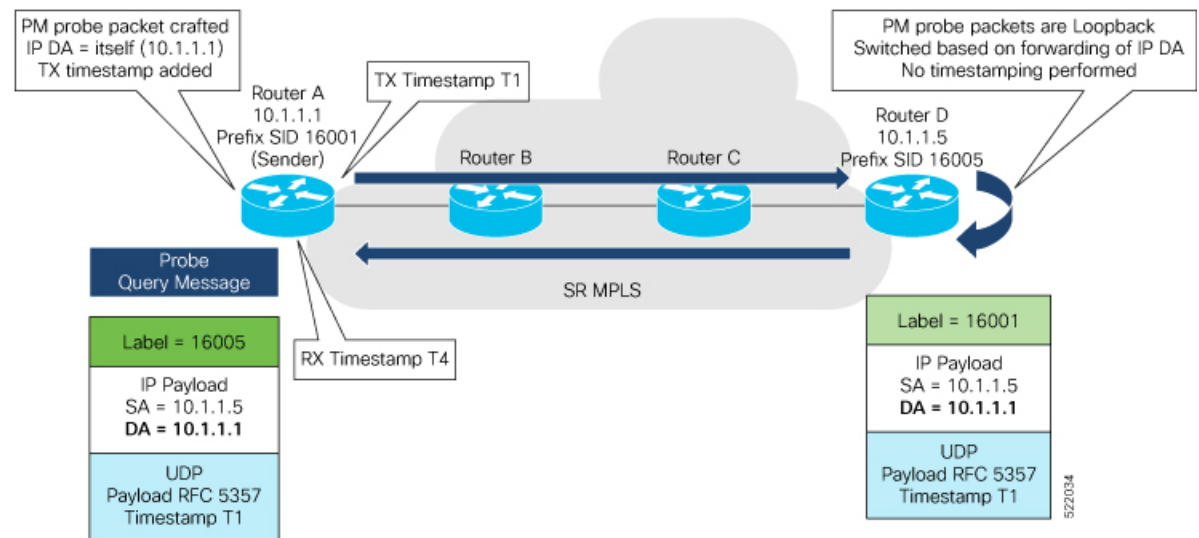 PM probe packet crafted
IP DA = itself (10.1.1.1)
TX timestamp added
TX Timestamp T1
PM probe packets are Loopback
Switched based on forwarding of IP DA
No timestamping performed
Router A
10.1.1.1
Prefix SID 16001
(Sender)
Router B
Router C
Router D
10.1.1.5
Prefix SID 16005
Probe
Query Message
SR MPLS
RX Timestamp T4
Label = 16005
IP Payload
SA = 10.1.1.5
DA = 10.1.1.1
UDP
Payload RFC 5357
Timestamp T1
Label = 16001
IP Payload
SA = 10.1.1.5
DA = 10.1.1.1
UDP
Payload RFC 5357
Timestamp T1
522034